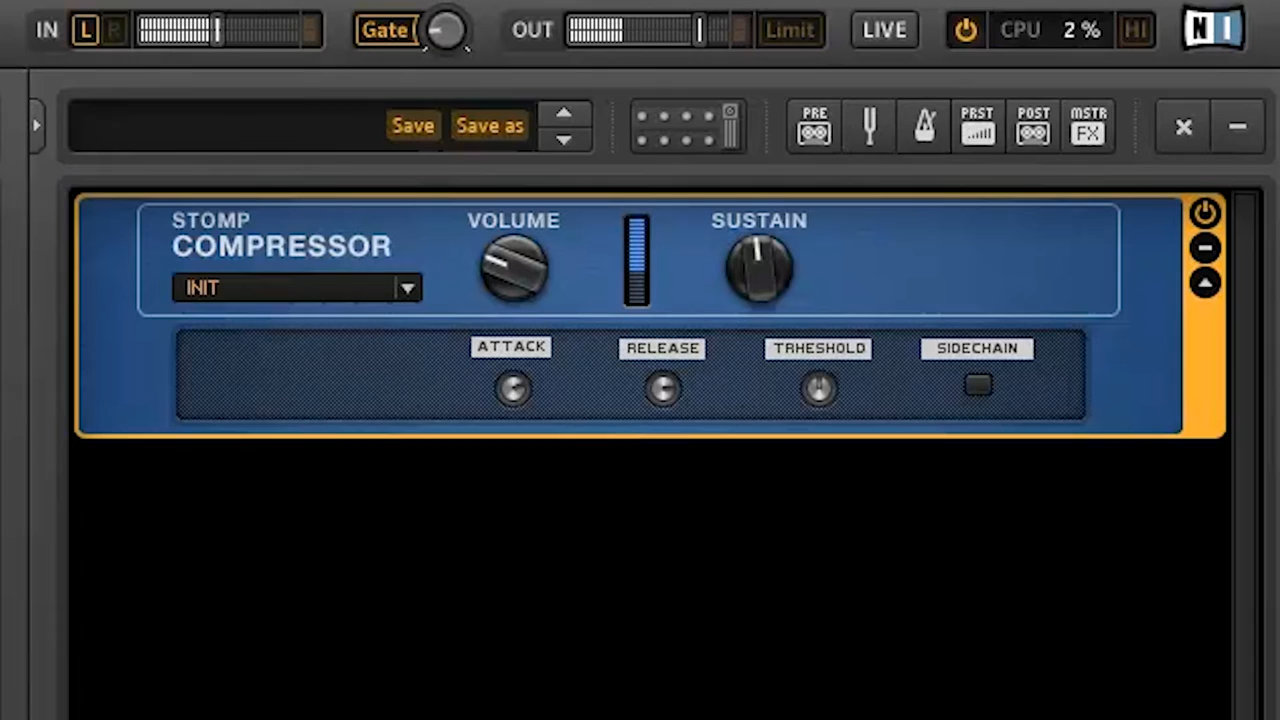 IN L R Gate OUT Limit LIVE CPU 2 % HI N I
Save Save as PRE PRST POST MSTR FX
STOMP VOLUME SUSTAIN
COMPRESSOR
INIT
ATTACK RELEASE TRHESHOLD SIDECHAIN